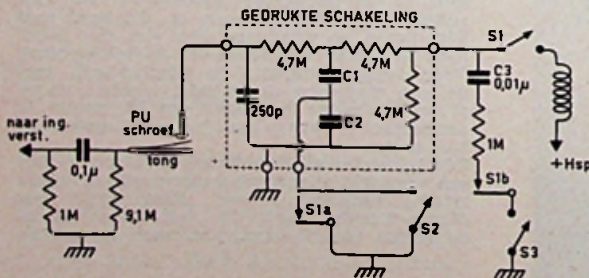 GEDRUKTE SCHAKELING
S1
4,7M
4,7M
C1
C3
0,01µ
250p
4,7M
PU
schroef
C2
naar ing.
verst.
tong
+Hsp
0,1µ
1M
S1b
1M
9,1M
S1a
S2
S3